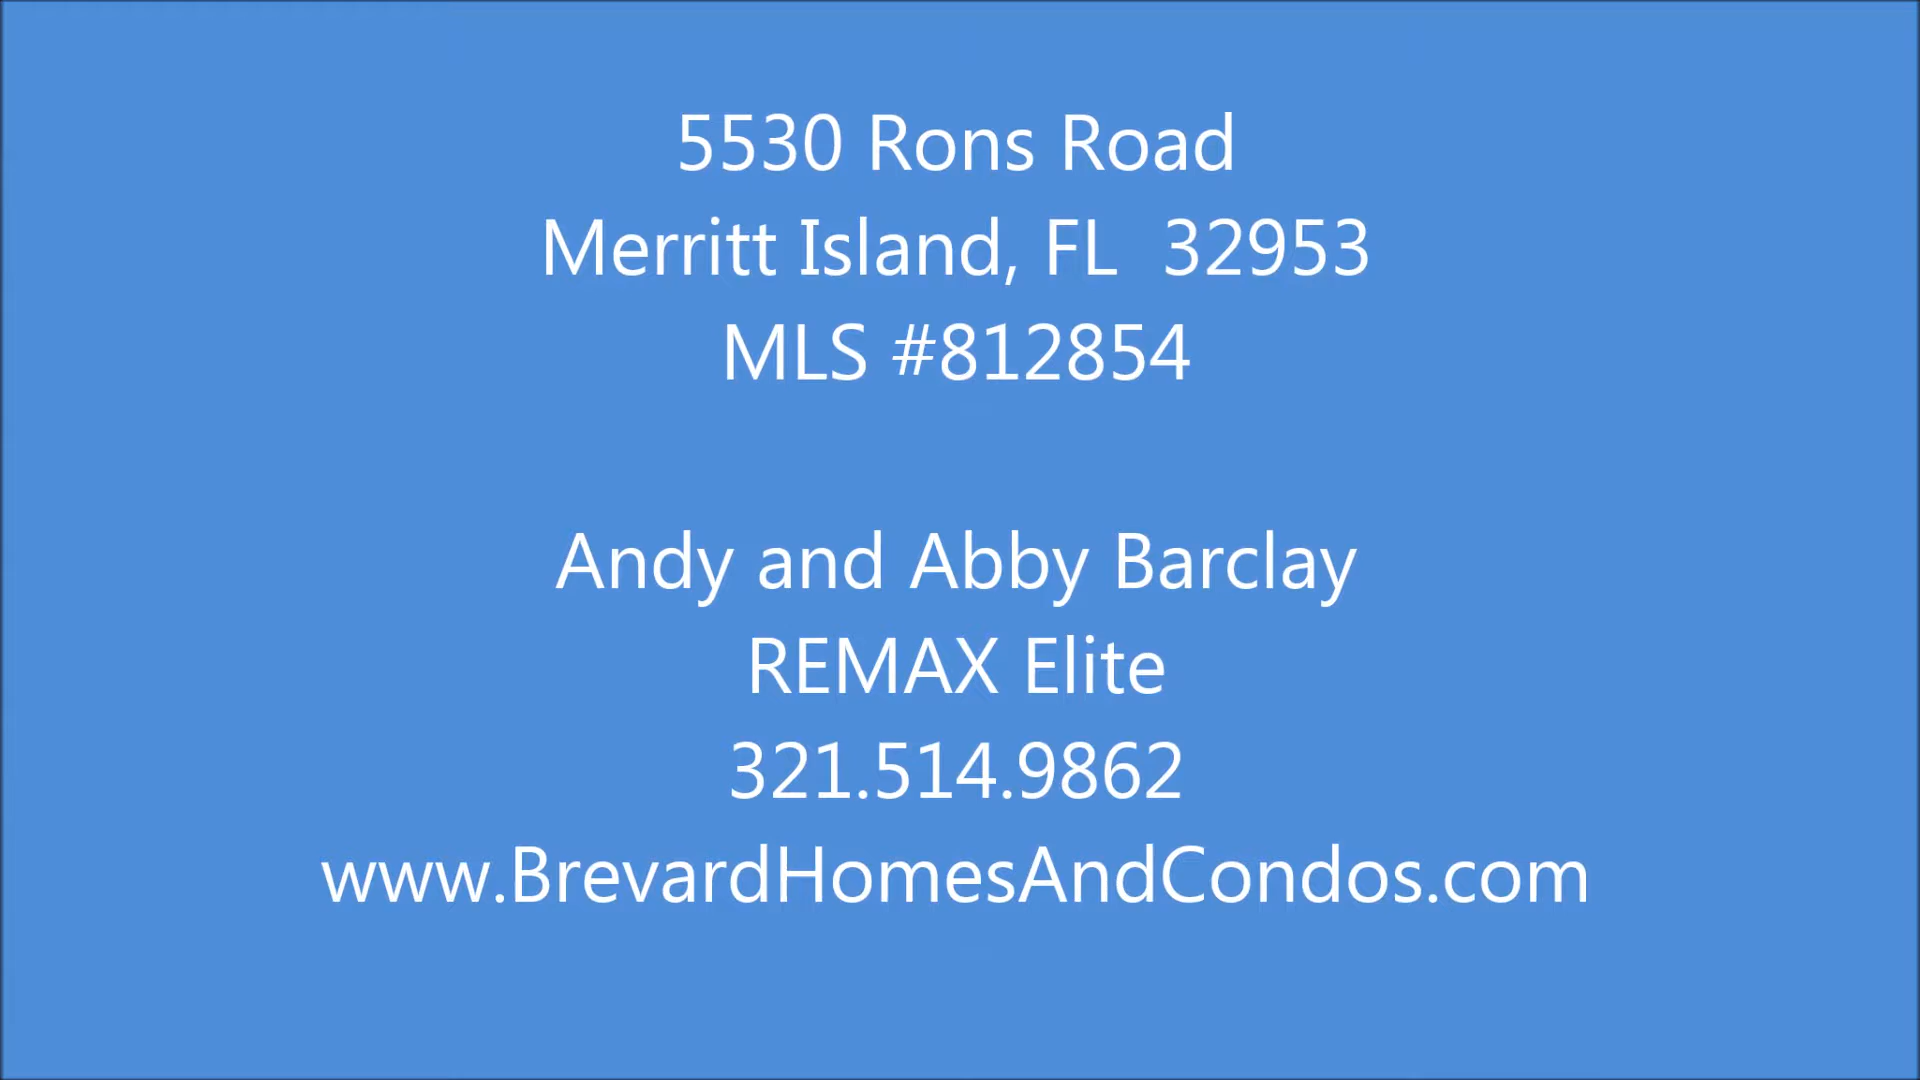 5530 Rons Road
Merritt Island, FL  32953
MLS #812854
Andy and Abby Barclay
REMAX Elite
321.514.9862
www.BrevardHomesAndCondos.com